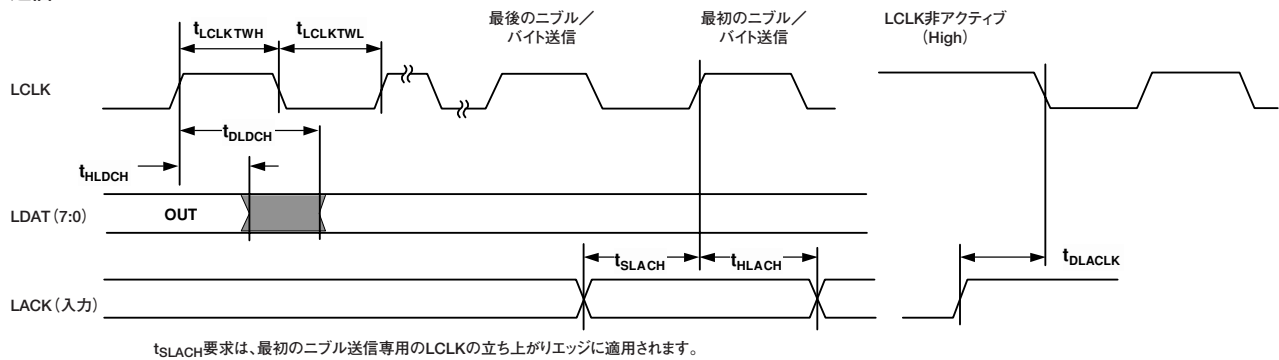 最後のニブル／
バイト送信
最初のニブル／
バイト送信
LCLK非アクティブ
(High)
tLCLKTWH
tLCLKTWL
LCLK
tDLDCH
tHLDCH
LDAT (7:0)
OUT
tSLACH
tHLACH
tDLACLK
LACK (入力)
tSLACH要求は、最初のニブル送信専用のLCLKの立ち上がりエッジに適用されます。